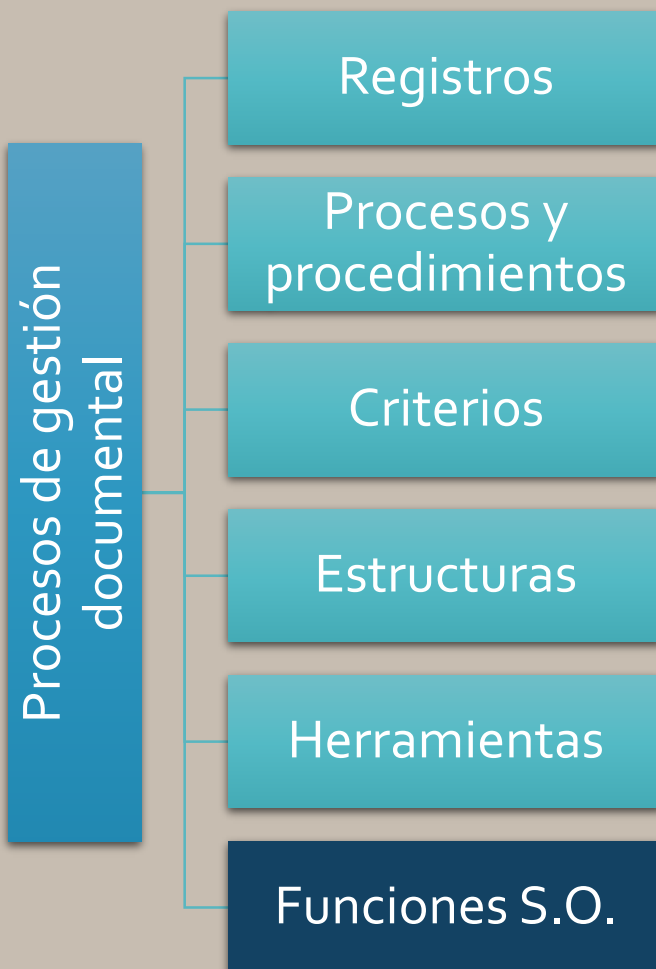 Procesos de gestión
documental
Registros
Procesos y
procedimientos
Criterios
Estructuras
Herramientas
Funciones S.O.